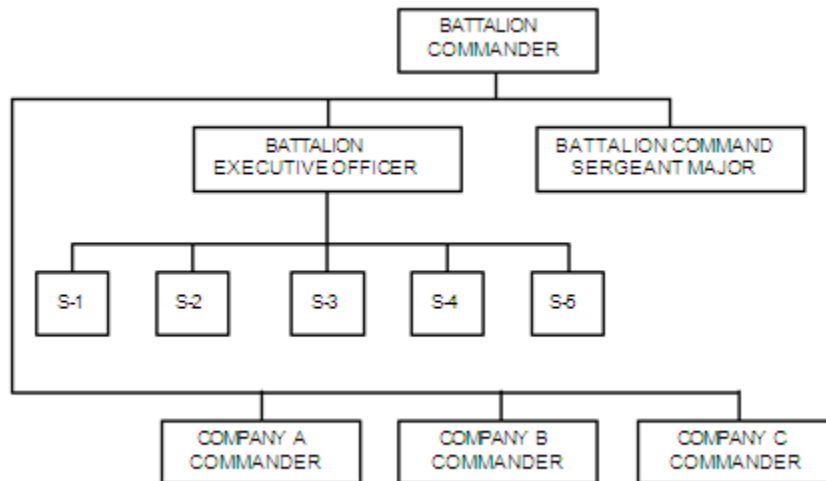 BATTALION
COMMANDER
BATTALION
EXECUTIVE OFFICER
BATTALION COMMAND
SERGEANT MAJOR
S-1
S-2
S-3
S-4
S-5
COMPANY A
COMMANDER
COMPANY B
COMMANDER
COMPANY C
COMMANDER